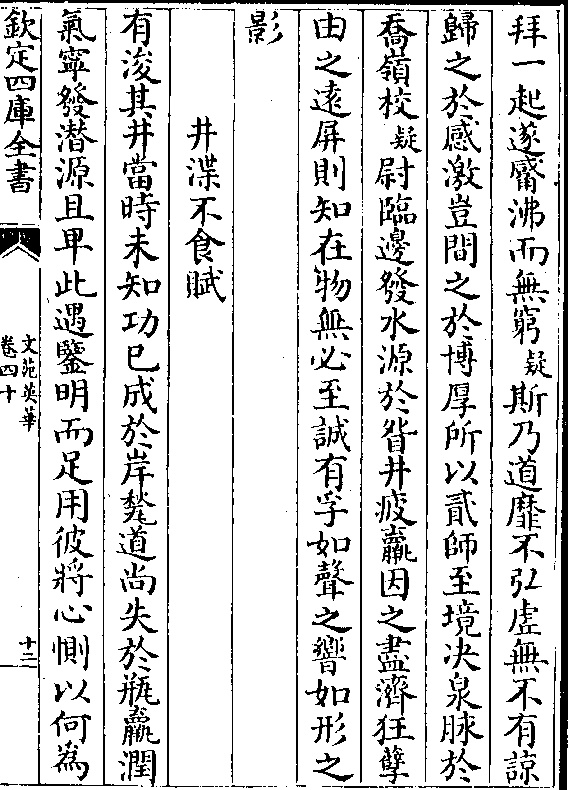 拜一起遂觱沸而無窮疑斯乃道靡不弘虚無不有諒
歸之於感激豈間之於博厚所以貳師至境决泉脉於
喬嶺校疑尉臨邊發水源於眢井疲羸因之盡濟狂孽
由之遠屏則知在物無必至誠有孚如聲之響如形之
影
井渫不食賦
有浚其井當時未知功已成於岸甃道尚失於瓶羸潤
氣寧發潜源且卑此遇鑒明而足用彼將心惻以何為
欽定四庫全書
文苑英華
卷四十
十二